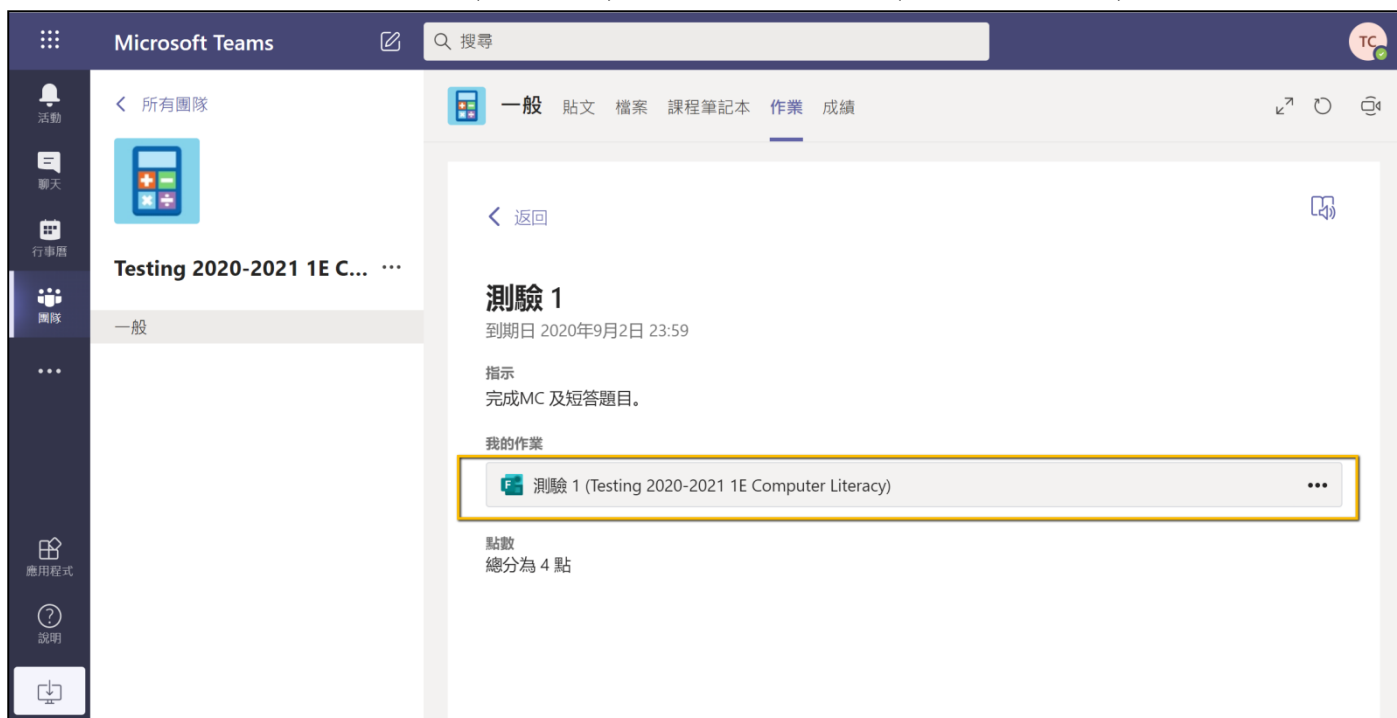 Microsoft Teams
搜尋
TC
活動
聊天
行事曆
團隊
應用程式
說明
所有團隊
Testing 2020-2021 1E C...
一般
一般 貼文 檔案 課程筆記本 作業 成績
返回
測驗 1
到期日 2020年9月2日 23:59
指示
完成MC 及短答題目。
我的作業
測驗 1 (Testing 2020-2021 1E Computer Literacy)
點數
總分為 4 點